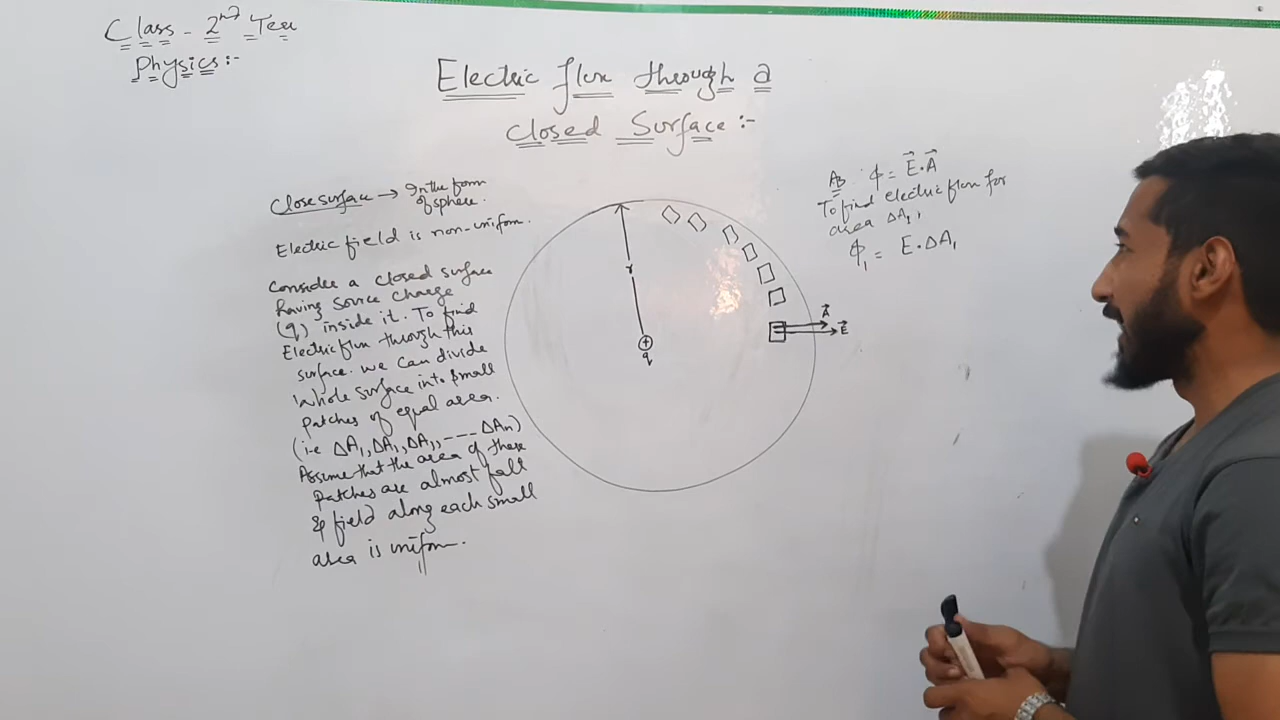 Class - 2nd Year
Physics :-
Electric flux through a
closed Surface :-
Close surface → In the form
of sphere.
Electric field is non-uniform.
Consider a closed surface
having source charge
(q) inside it. To find
Electric flux through this
surface. we can divide
whole surface into small
patches of equal area.
(i.e ΔA₁, ΔA₁, ΔA₁, --- ΔAn)
Assume that the area of these
patches are almost fall
& field along each small
area is uniform.
r
+
q
A⃗
E⃗
As ϕ = E⃗ . A⃗
To find electric flux for
area ΔA₁,
ϕ₁ = E . ΔA₁